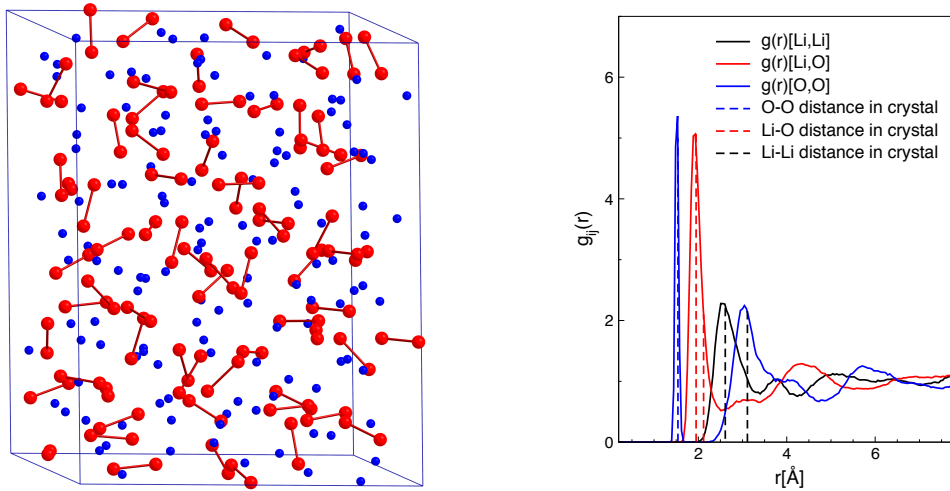 g(r)[Li,Li]
g(r)[Li,O]
g(r)[O,O]
O-O distance in crystal
Li-O distance in crystal
Li-Li distance in crystal
6
4
2
0
g_ij(r)
2
4
6
r[Å]